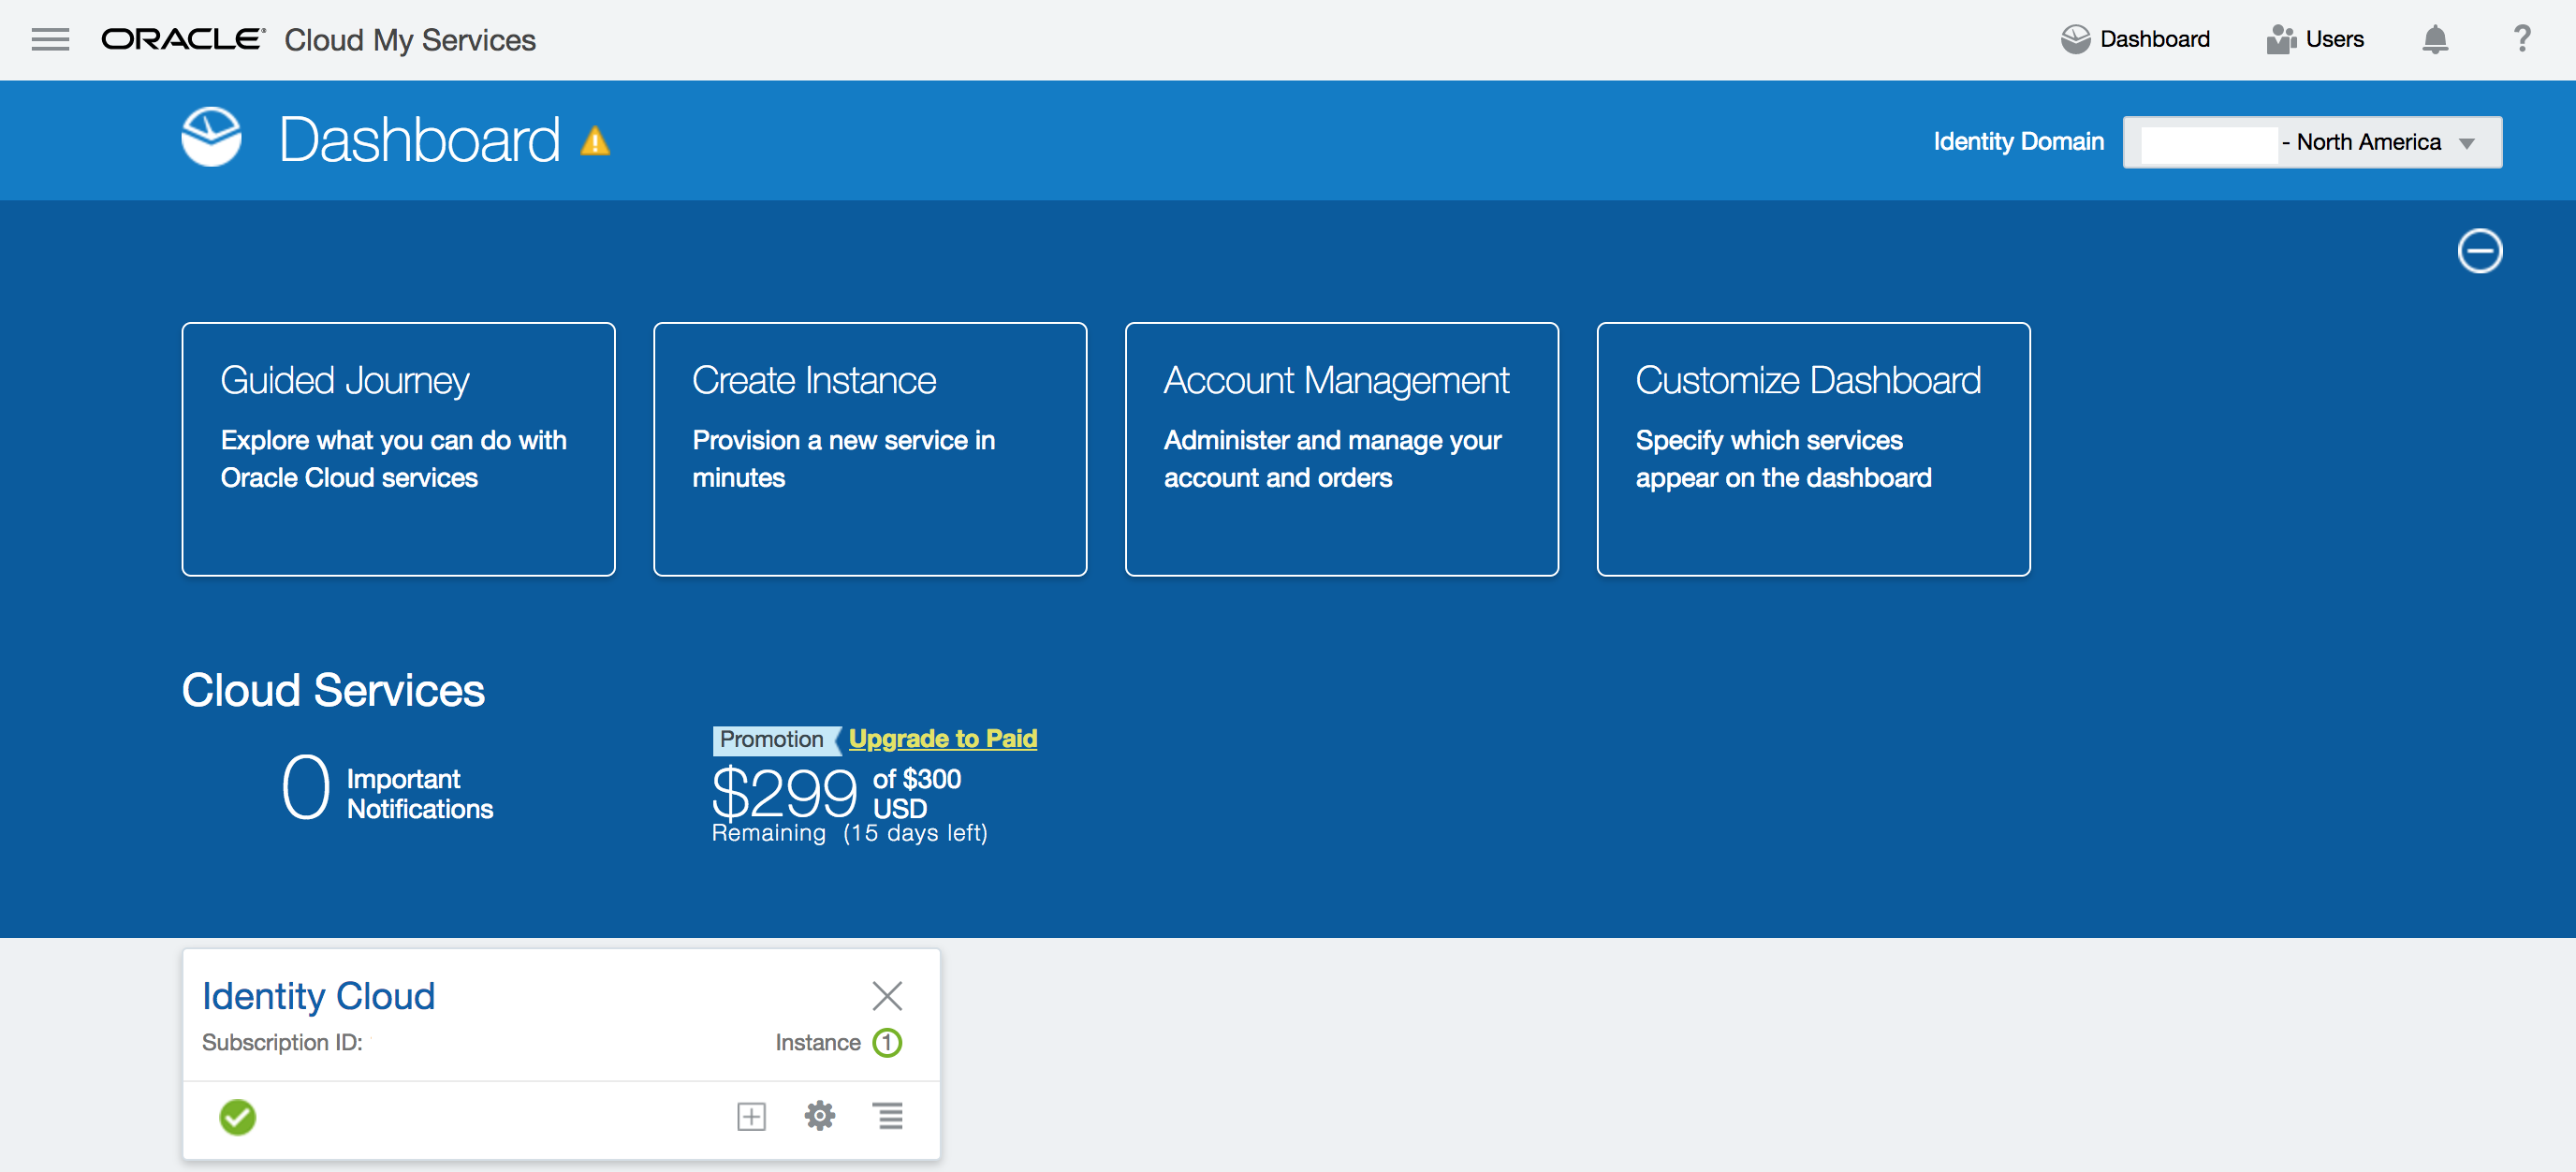 ORACLE® Cloud My Services
Dashboard
Users
?
Dashboard
Identity Domain
- North America
Guided Journey
Explore what you can do with
Oracle Cloud services
Create Instance
Provision a new service in
minutes
Account Management
Administer and manage your
account and orders
Customize Dashboard
Specify which services
appear on the dashboard
Cloud Services
0 Important
Notifications
Promotion Upgrade to Paid
$299 of $300
USD
Remaining (15 days left)
Identity Cloud
Subscription ID:
Instance 1